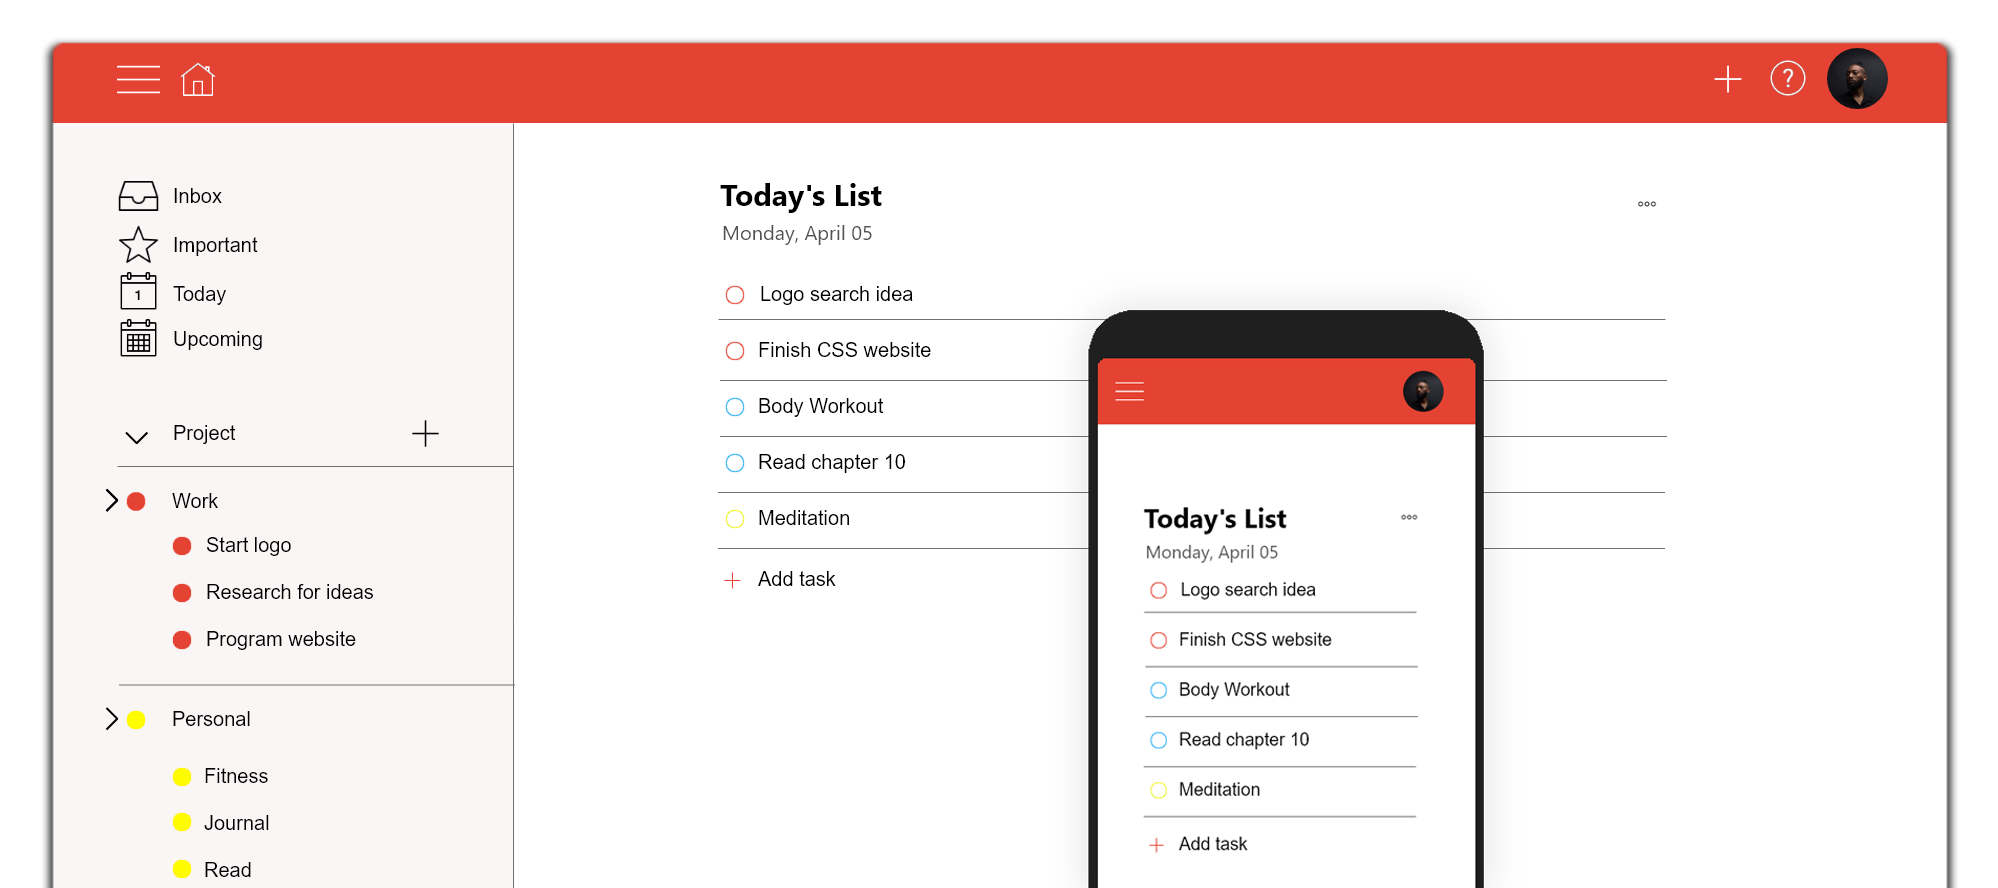 ?
Inbox
Important
1
Today
Upcoming
Project
Work
Start logo
Research for ideas
Program website
Personal
Fitness
Journal
Read
Today's List
Monday, April 05
Logo search idea
Finish CSS website
Body Workout
Read chapter 10
Meditation
Add task
Today's List
Monday, April 05
Logo search idea
Finish CSS website
Body Workout
Read chapter 10
Meditation
Add task